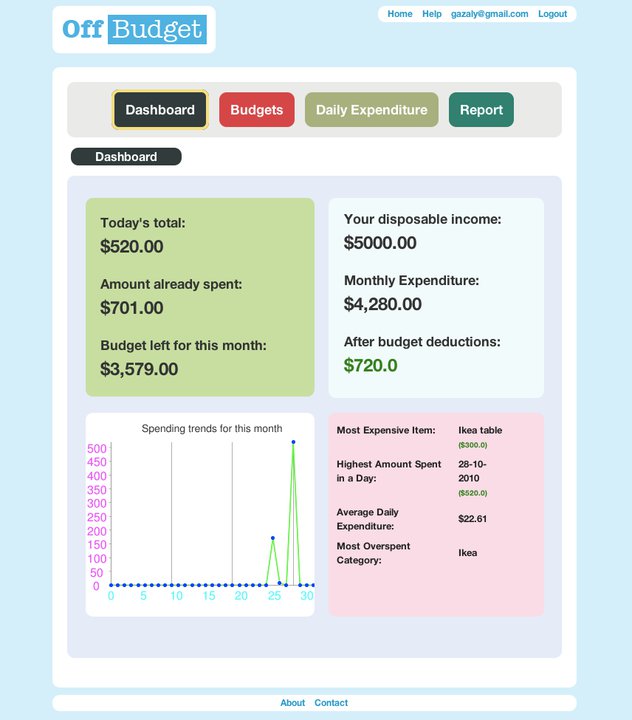 Off Budget
Home Help gazaly@gmail.com Logout
Dashboard Budgets Daily Expenditure Report
Dashboard
Today's total:
$520.00
Amount already spent:
$701.00
Budget left for this month:
$3,579.00
Your disposable income:
$5000.00
Monthly Expenditure:
$4,280.00
After budget deductions:
$720.0
Spending trends for this month
500
450
400
350
300
250
200
150
100
50
0
0 5 10 15 20 25 30
Most Expensive Item: Ikea table
($300.0)
Highest Amount Spent 28-10-
in a Day: 2010
($520.0)
Average Daily
Expenditure: $22.61
Most Overspent
Category: Ikea
About Contact